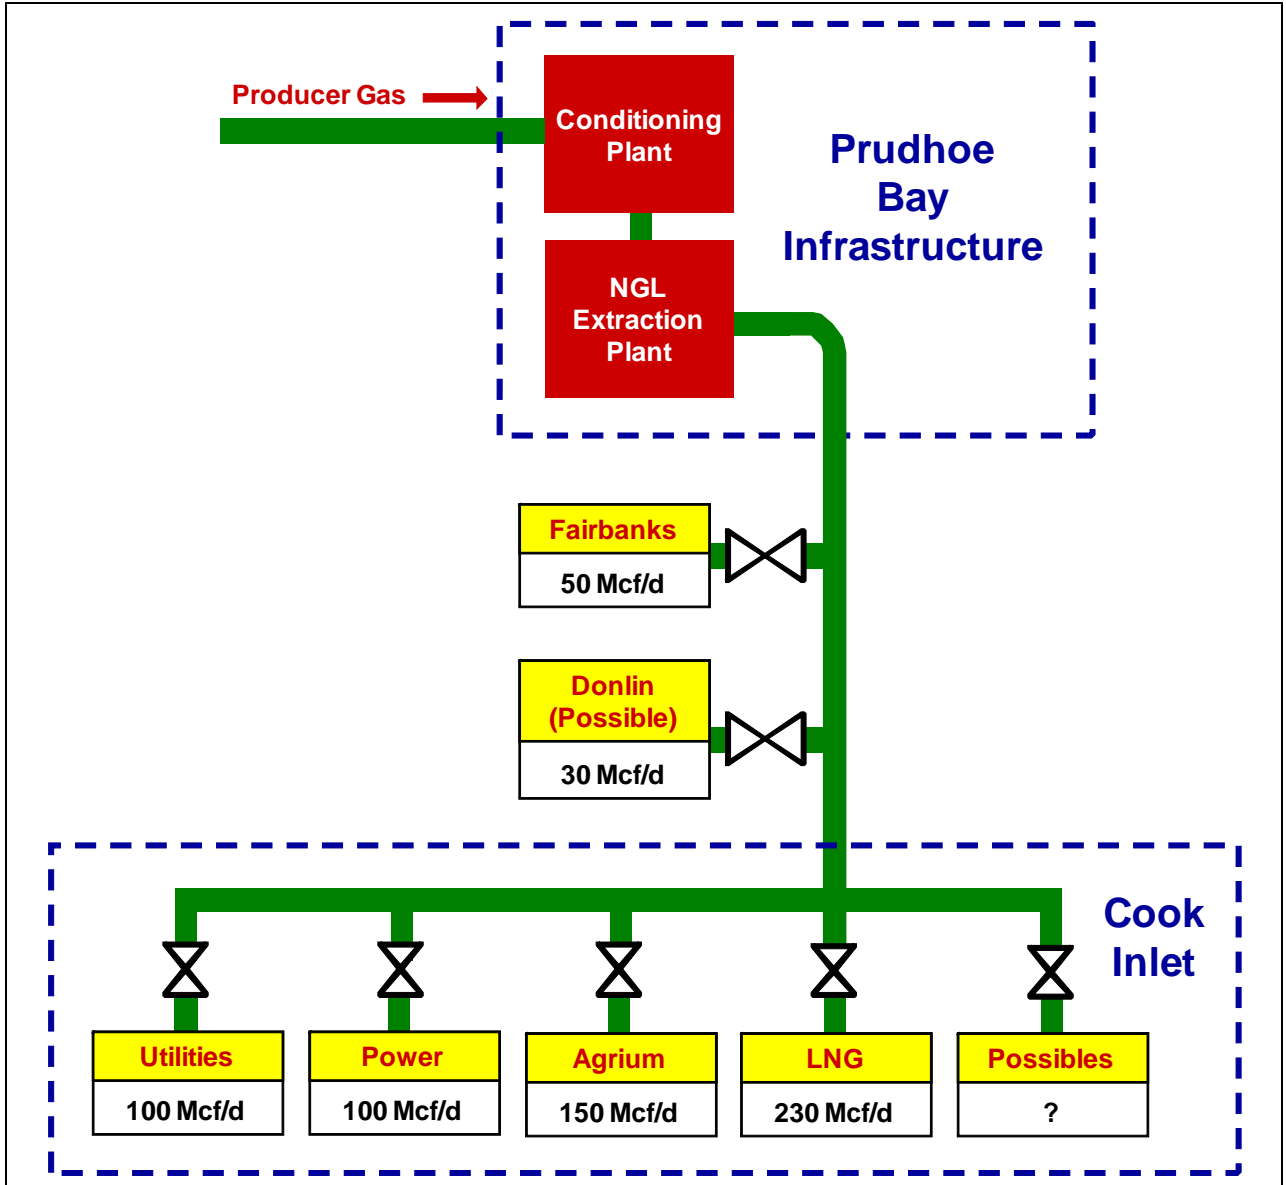 Producer Gas
Conditioning
Plant
Prudhoe
Bay
Infrastructure
NGL
Extraction
Plant
Fairbanks
50 Mcf/d
Donlin
(Possible)
30 Mcf/d
Cook
Inlet
Utilities
100 Mcf/d
Power
100 Mcf/d
Agrium
150 Mcf/d
LNG
230 Mcf/d
Possibles
?